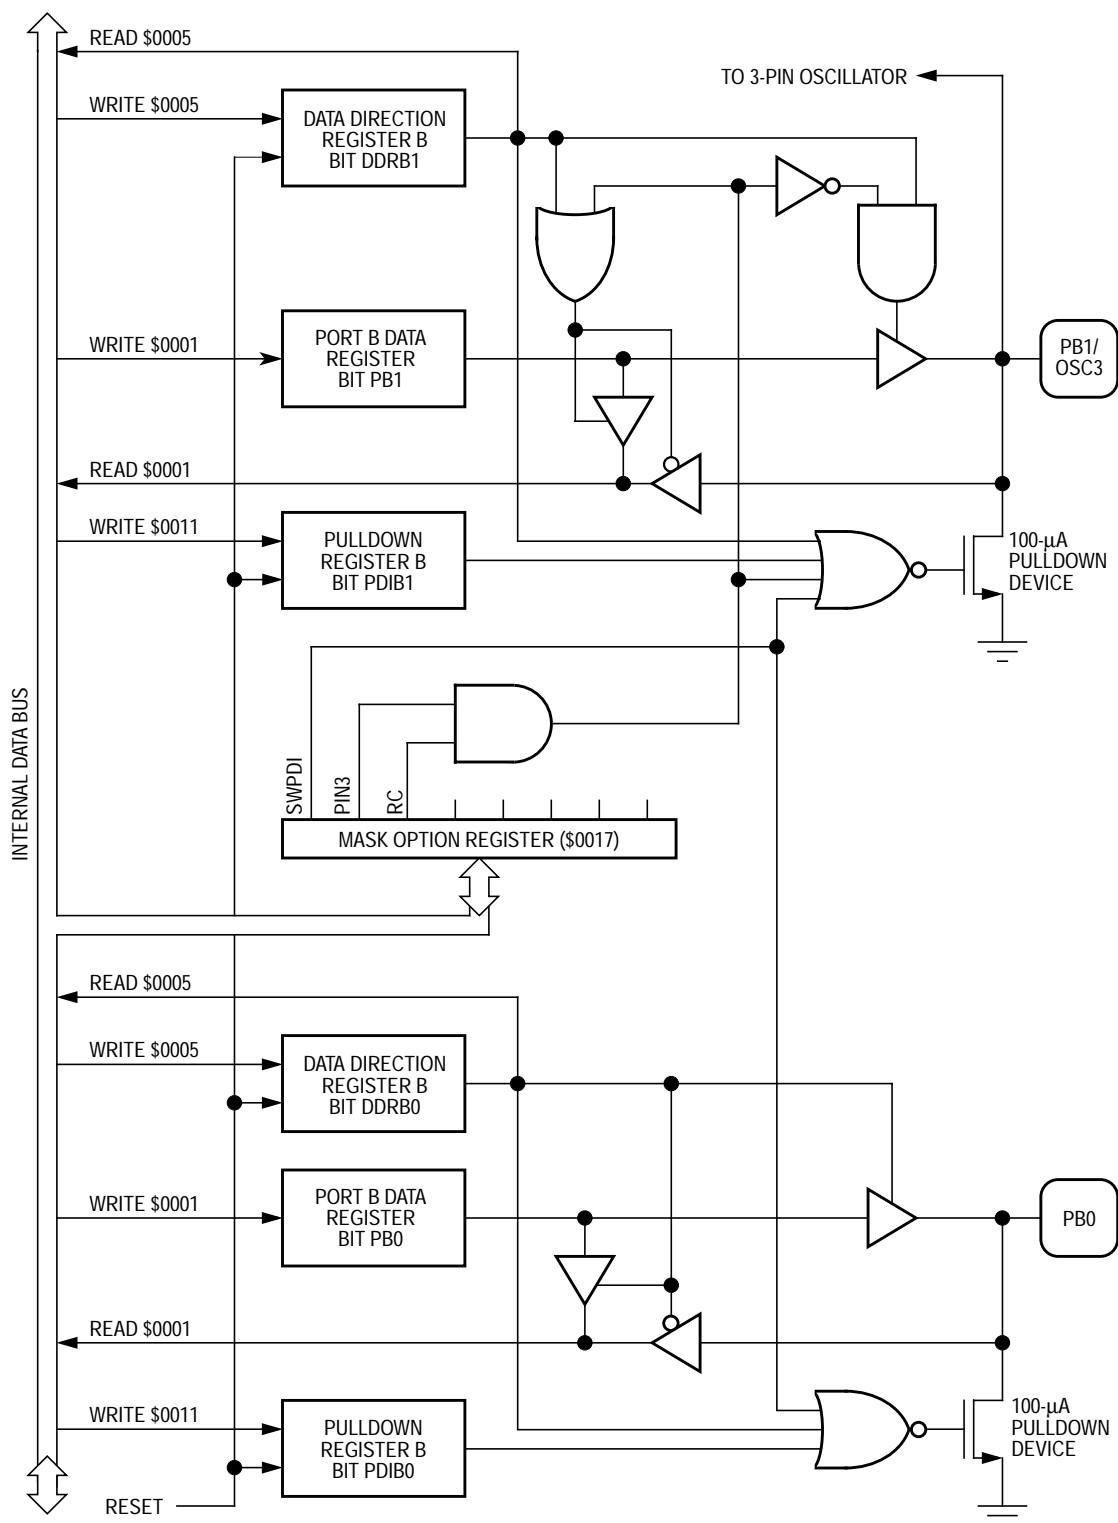 READ $0005
TO 3-PIN OSCILLATOR
WRITE $0005
DATA DIRECTION
REGISTER B
BIT DDRB1
WRITE $0001
PORT B DATA
REGISTER
BIT PB1
PB1/
OSC3
READ $0001
WRITE $0011
PULLDOWN
REGISTER B
BIT PDIB1
100-µA
PULLDOWN
DEVICE
INTERNAL DATA BUS
SWPDI
PIN3
RC
MASK OPTION REGISTER ($0017)
READ $0005
WRITE $0005
DATA DIRECTION
REGISTER B
BIT DDRB0
WRITE $0001
PORT B DATA
REGISTER
BIT PB0
PB0
READ $0001
WRITE $0011
PULLDOWN
REGISTER B
BIT PDIB0
100-µA
PULLDOWN
DEVICE
RESET